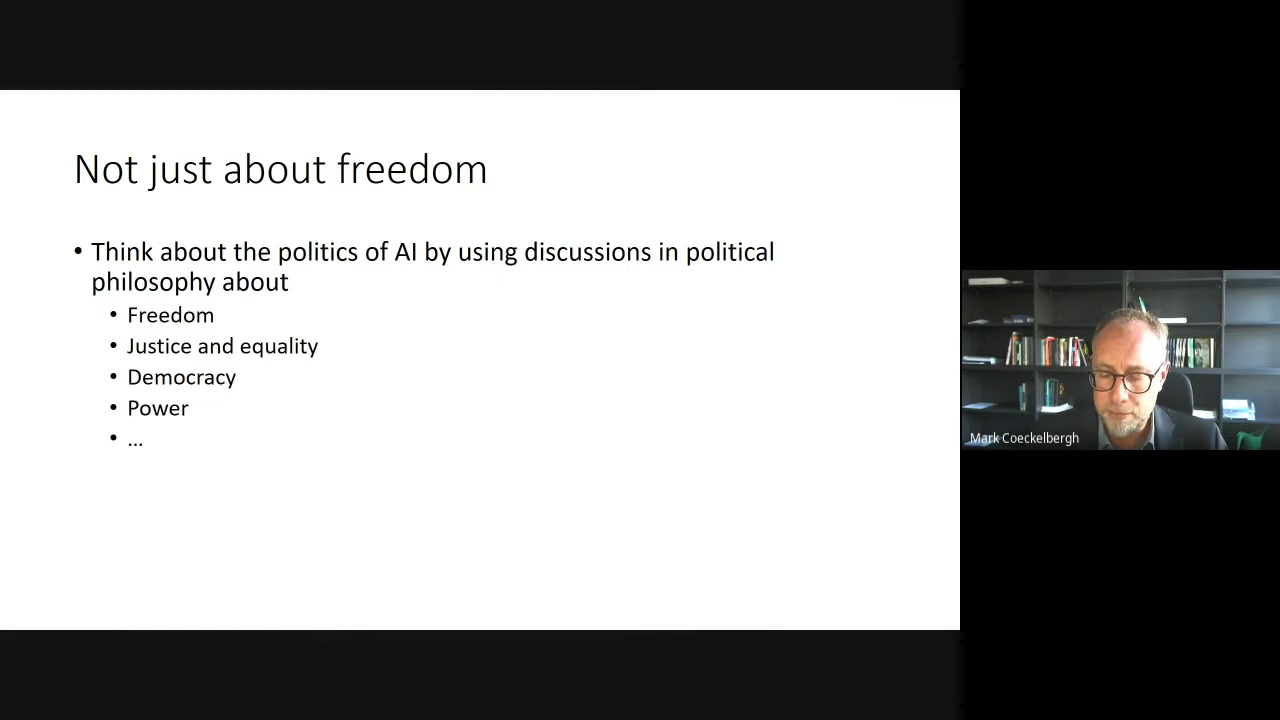 Not just about freedom
• Think about the politics of AI by using discussions in political
philosophy about
• Freedom
• Justice and equality
• Democracy
• Power
• …
Mark Coeckelbergh